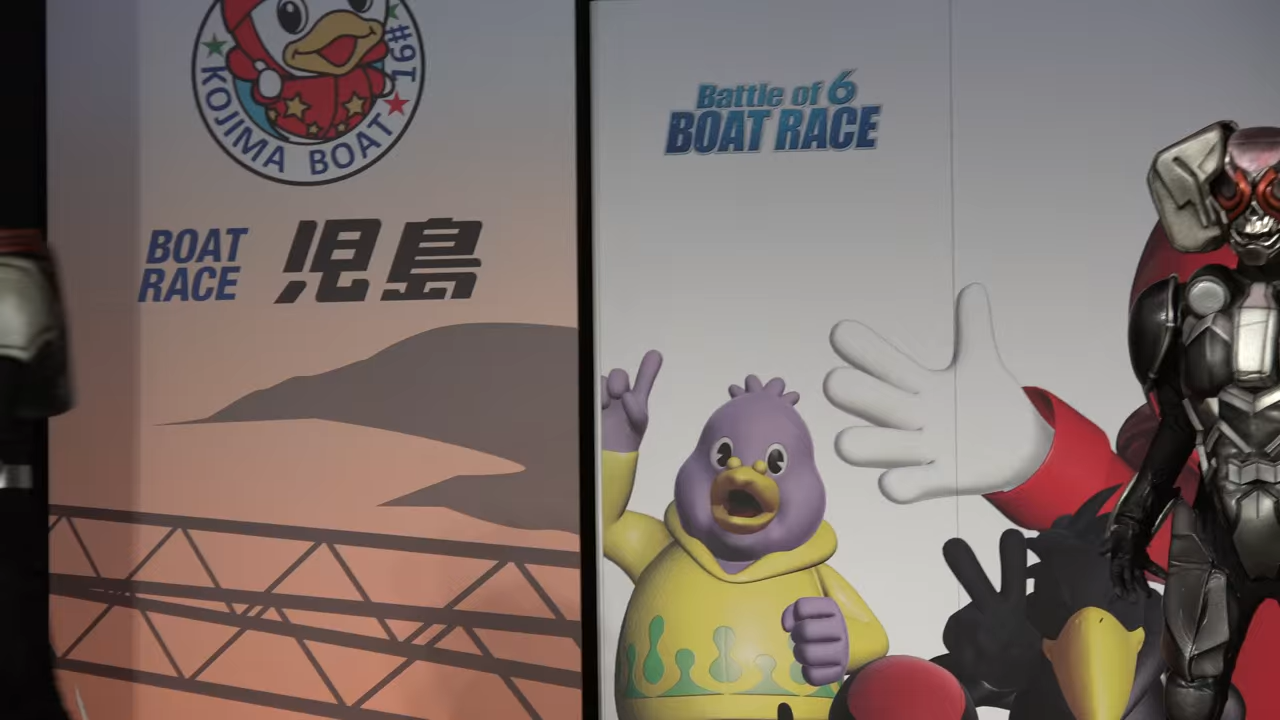 KOJIMA BOAT 16#
BOAT
RACE
児島
Battle of 6
BOAT RACE